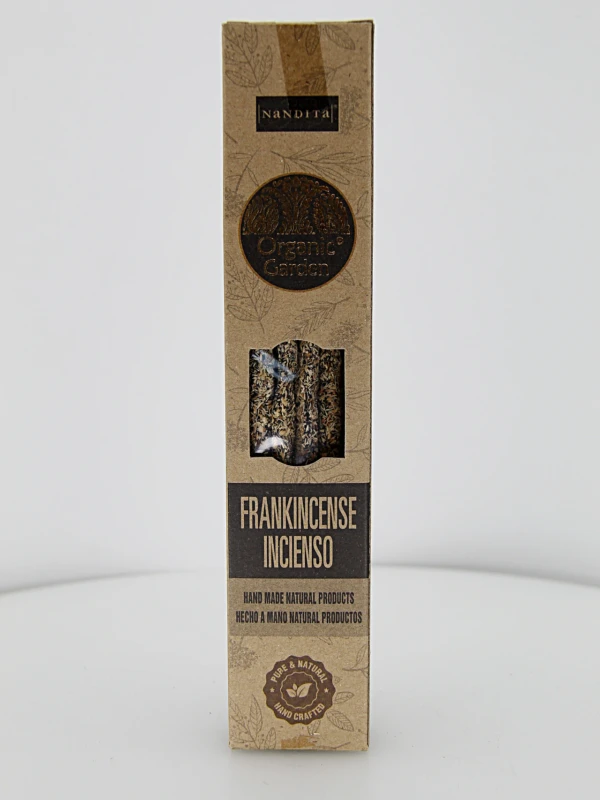 NANDITA®
Organic®
Garden
FRANKINCENSE
INCIENSO
HAND MADE NATURAL PRODUCTS
HECHO A MANO NATURAL PRODUCTOS
PURE & NATURAL
HAND CRAFTED